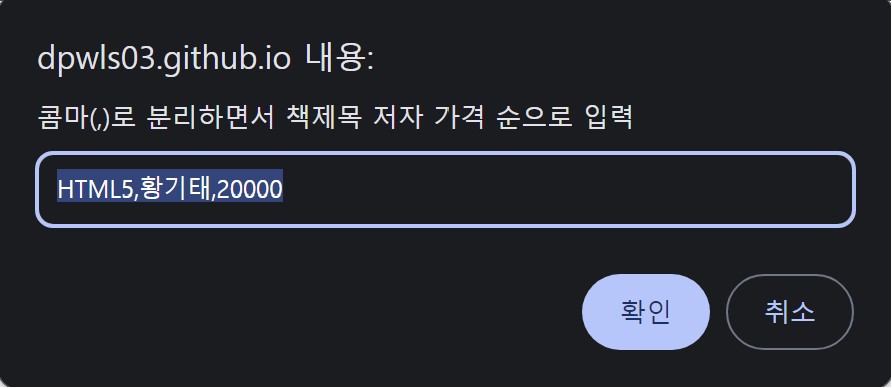 dpwls03.github.io 내용:
콤마(,)로 분리하면서 책제목 저자 가격 순으로 입력
HTML5,황기태,20000
확인 취소